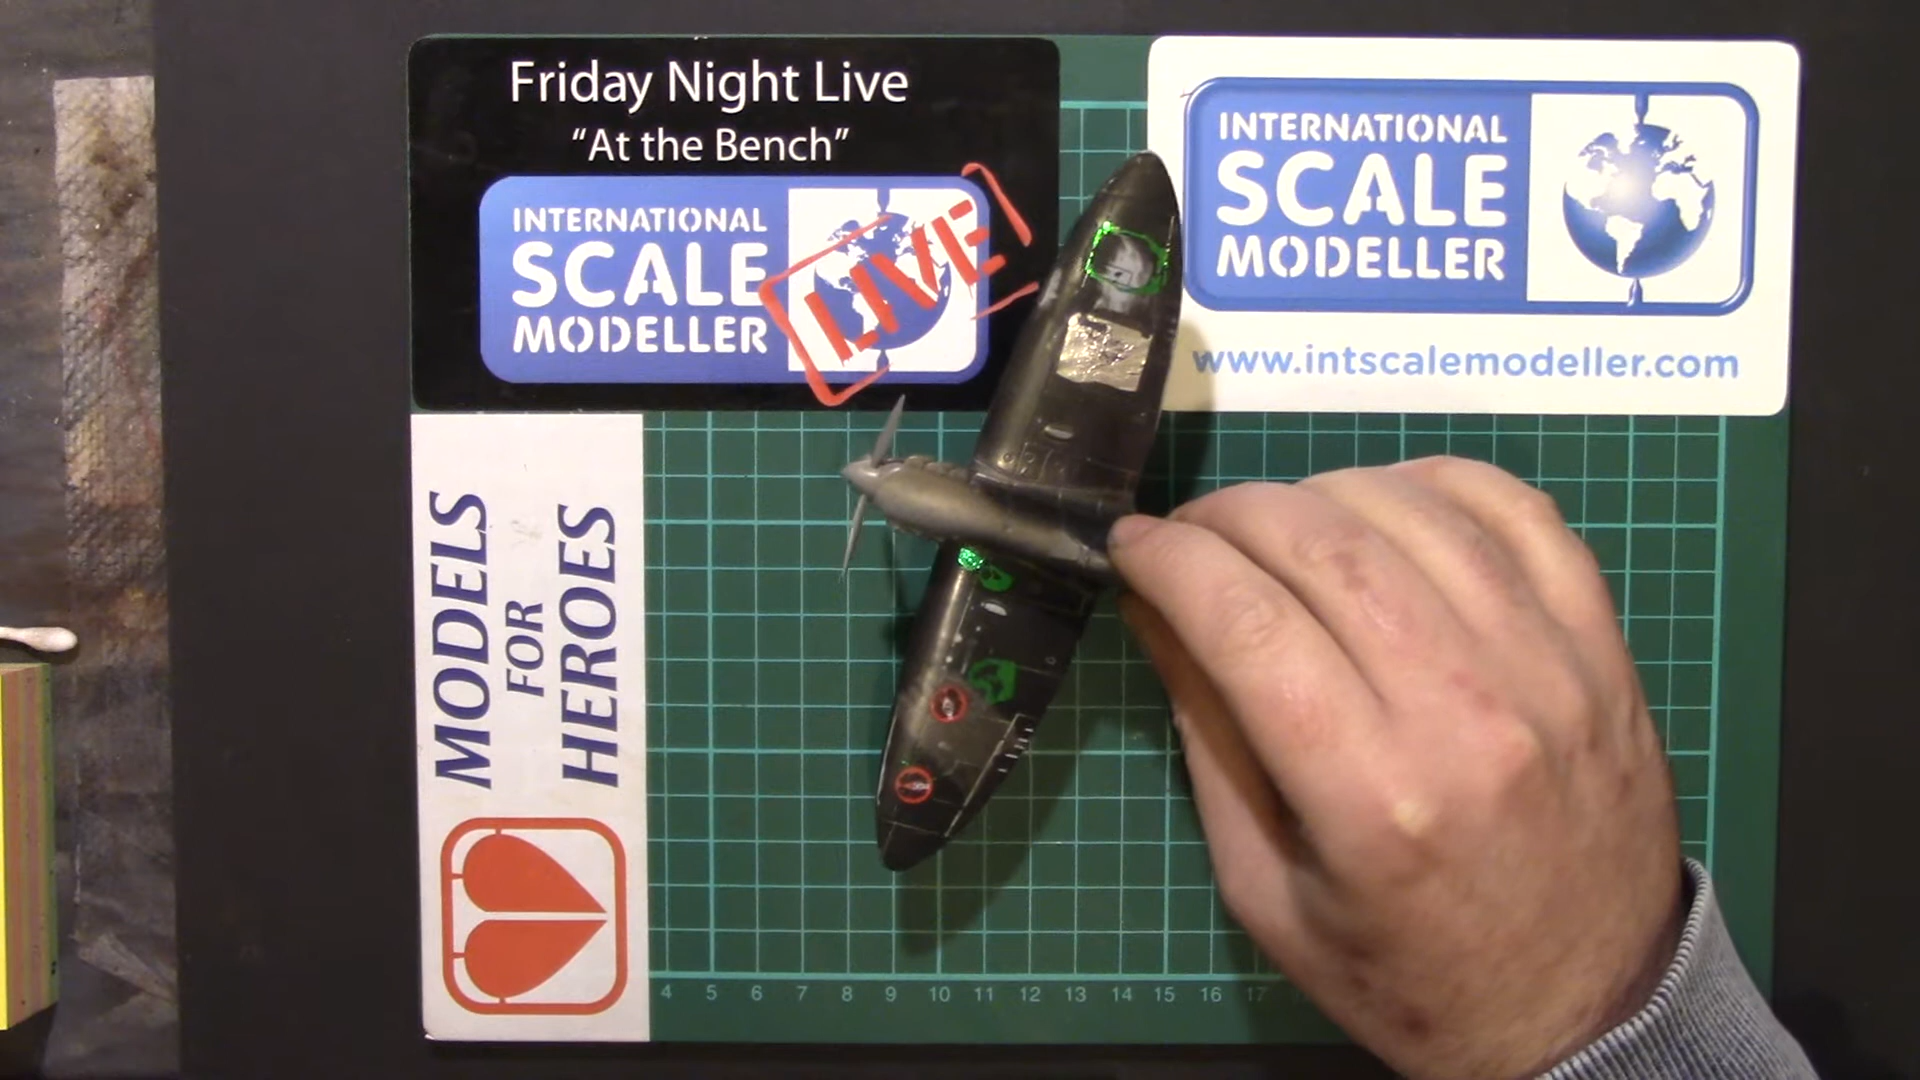 Friday Night Live
“At the Bench”
INTERNATIONAL
SCALE
MODELLER
LIVE
INTERNATIONAL
SCALE
MODELLER
www.intscalemodeller.com
MODELS
FOR
HEROES
4 5 6 7 8 9 10 11 12 13 14 15 16 17